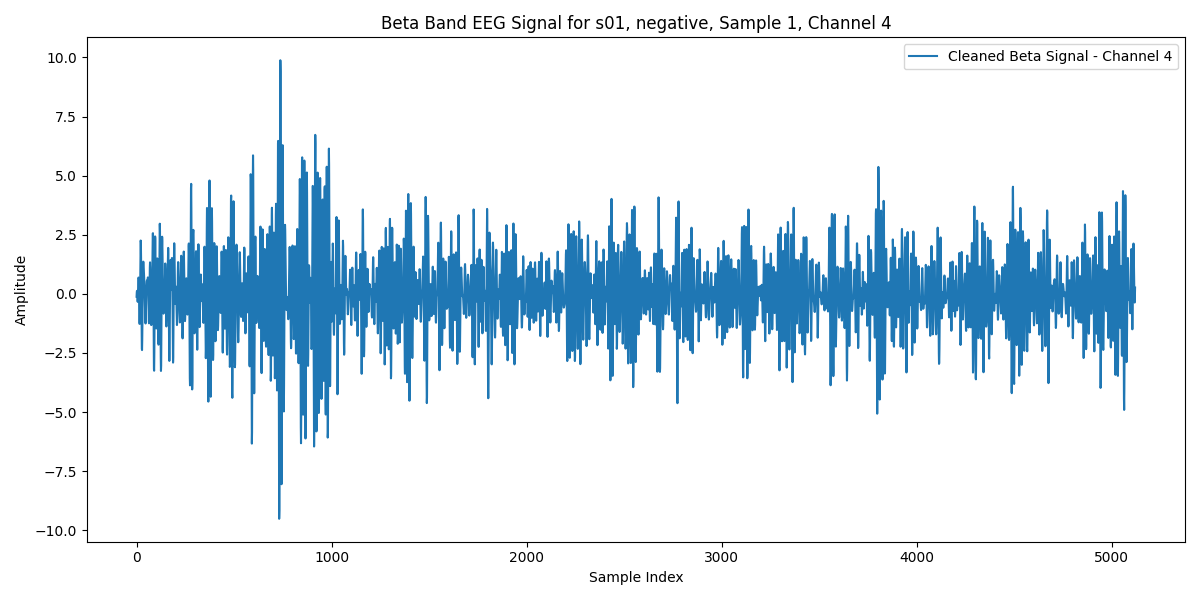 Beta Band EEG Signal for s01, negative, Sample 1, Channel 4
Cleaned Beta Signal - Channel 4
Amplitude
10.0
7.5
5.0
2.5
0.0
−2.5
−5.0
−7.5
−10.0
0 1000 2000 3000 4000 5000
Sample Index